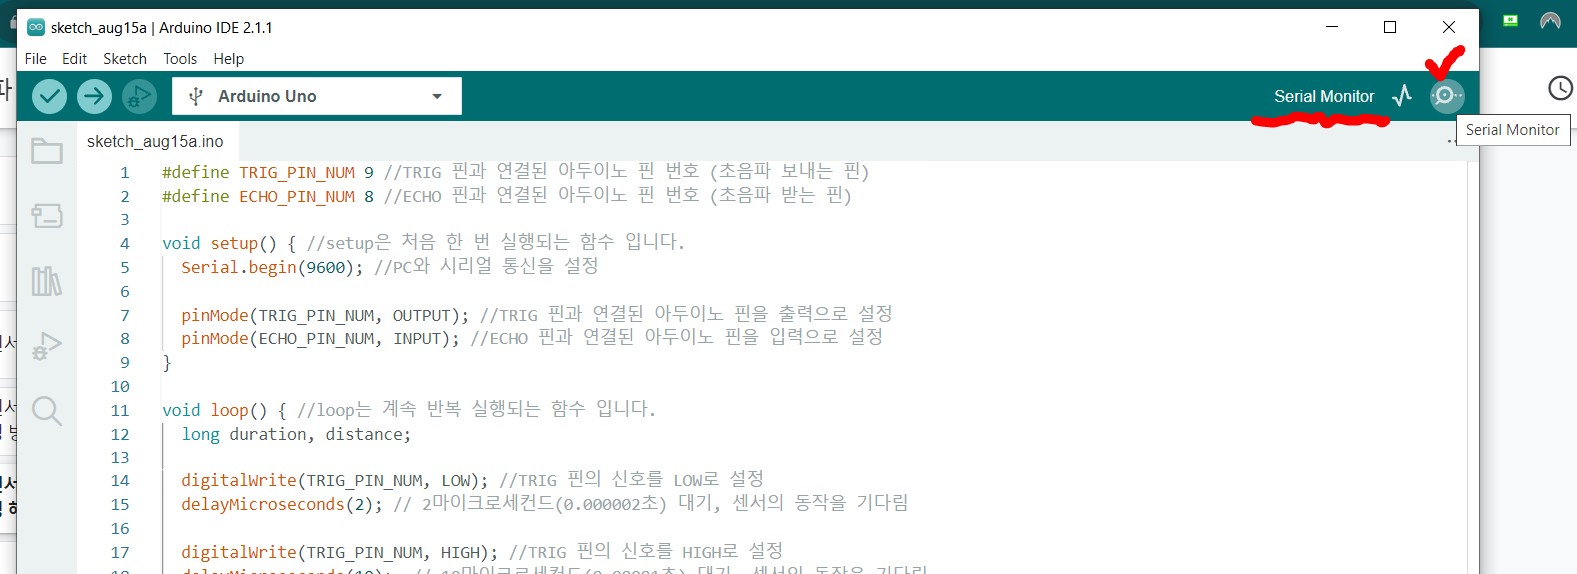 sketch_aug15a | Arduino IDE 2.1.1
File Edit Sketch Tools Help
Arduino Uno
Serial Monitor
Serial Monitor
sketch_aug15a.ino
1 #define TRIG_PIN_NUM 9 //TRIG 핀과 연결된 아두이노 핀 번호 (초음파 보내는 핀)
2 #define ECHO_PIN_NUM 8 //ECHO 핀과 연결된 아두이노 핀 번호 (초음파 받는 핀)
3
4 void setup() { //setup은 처음 한 번 실행되는 함수 입니다.
5 Serial.begin(9600); //PC와 시리얼 통신을 설정
6
7 pinMode(TRIG_PIN_NUM, OUTPUT); //TRIG 핀과 연결된 아두이노 핀을 출력으로 설정
8 pinMode(ECHO_PIN_NUM, INPUT); //ECHO 핀과 연결된 아두이노 핀을 입력으로 설정
9 }
10
11 void loop() { //loop는 계속 반복 실행되는 함수 입니다.
12 long duration, distance;
13
14 digitalWrite(TRIG_PIN_NUM, LOW); //TRIG 핀의 신호를 LOW로 설정
15 delayMicroseconds(2); // 2마이크로세컨드(0.000002초) 대기, 센서의 동작을 기다림
16
17 digitalWrite(TRIG_PIN_NUM, HIGH); //TRIG 핀의 신호를 HIGH로 설정